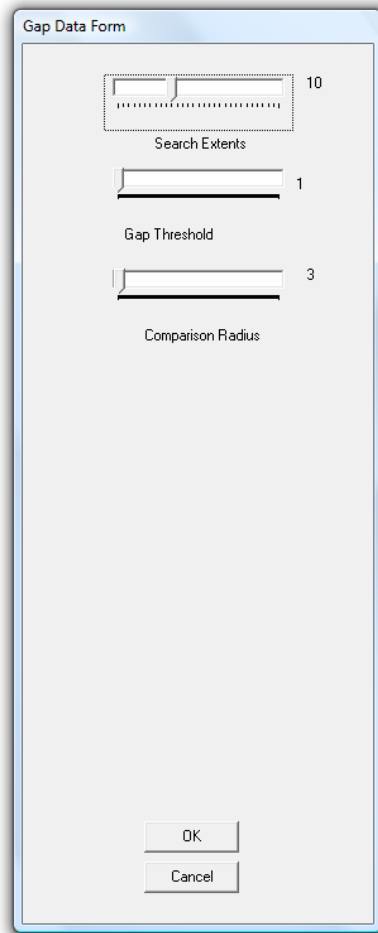 Gap Data Form
10
Search Extents
1
Gap Threshold
3
Comparison Radius
OK
Cancel